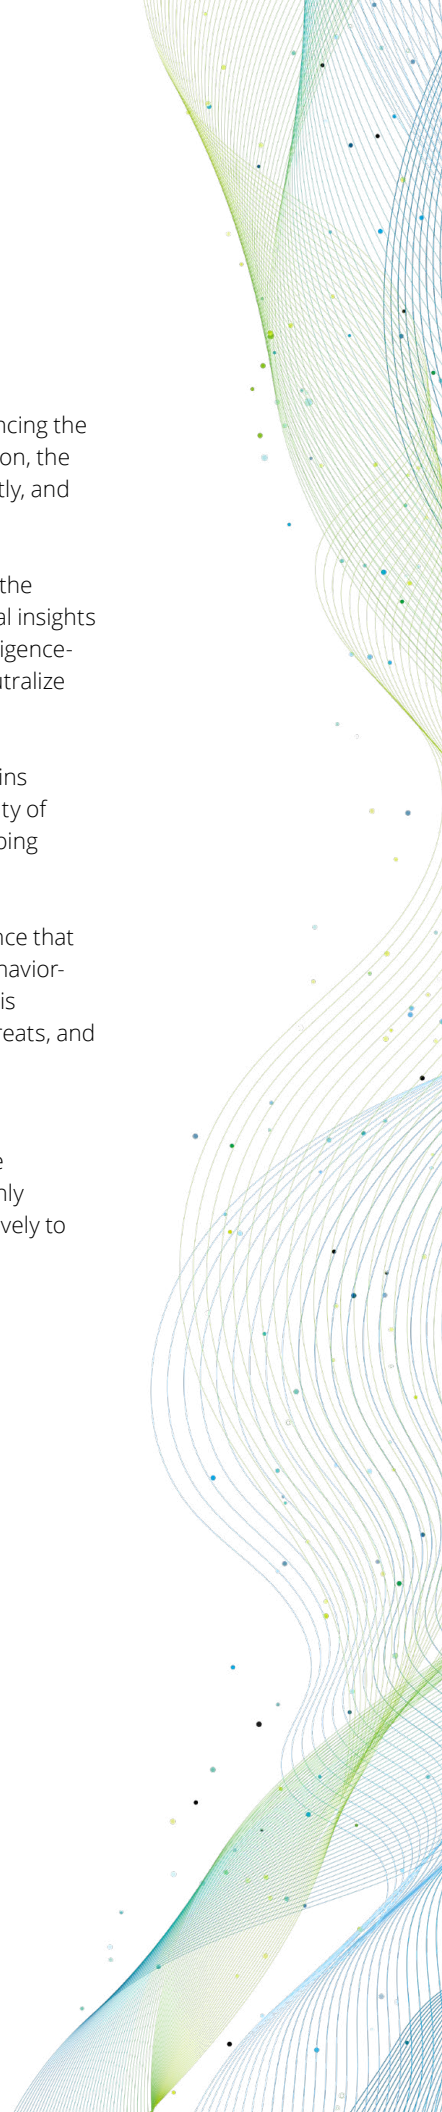 ncing the
on, the
tly, and
the
al insights
igence-
utralize
ins
ty of
ping
nce that
havior-
is
reats, and
e
nly
vely to